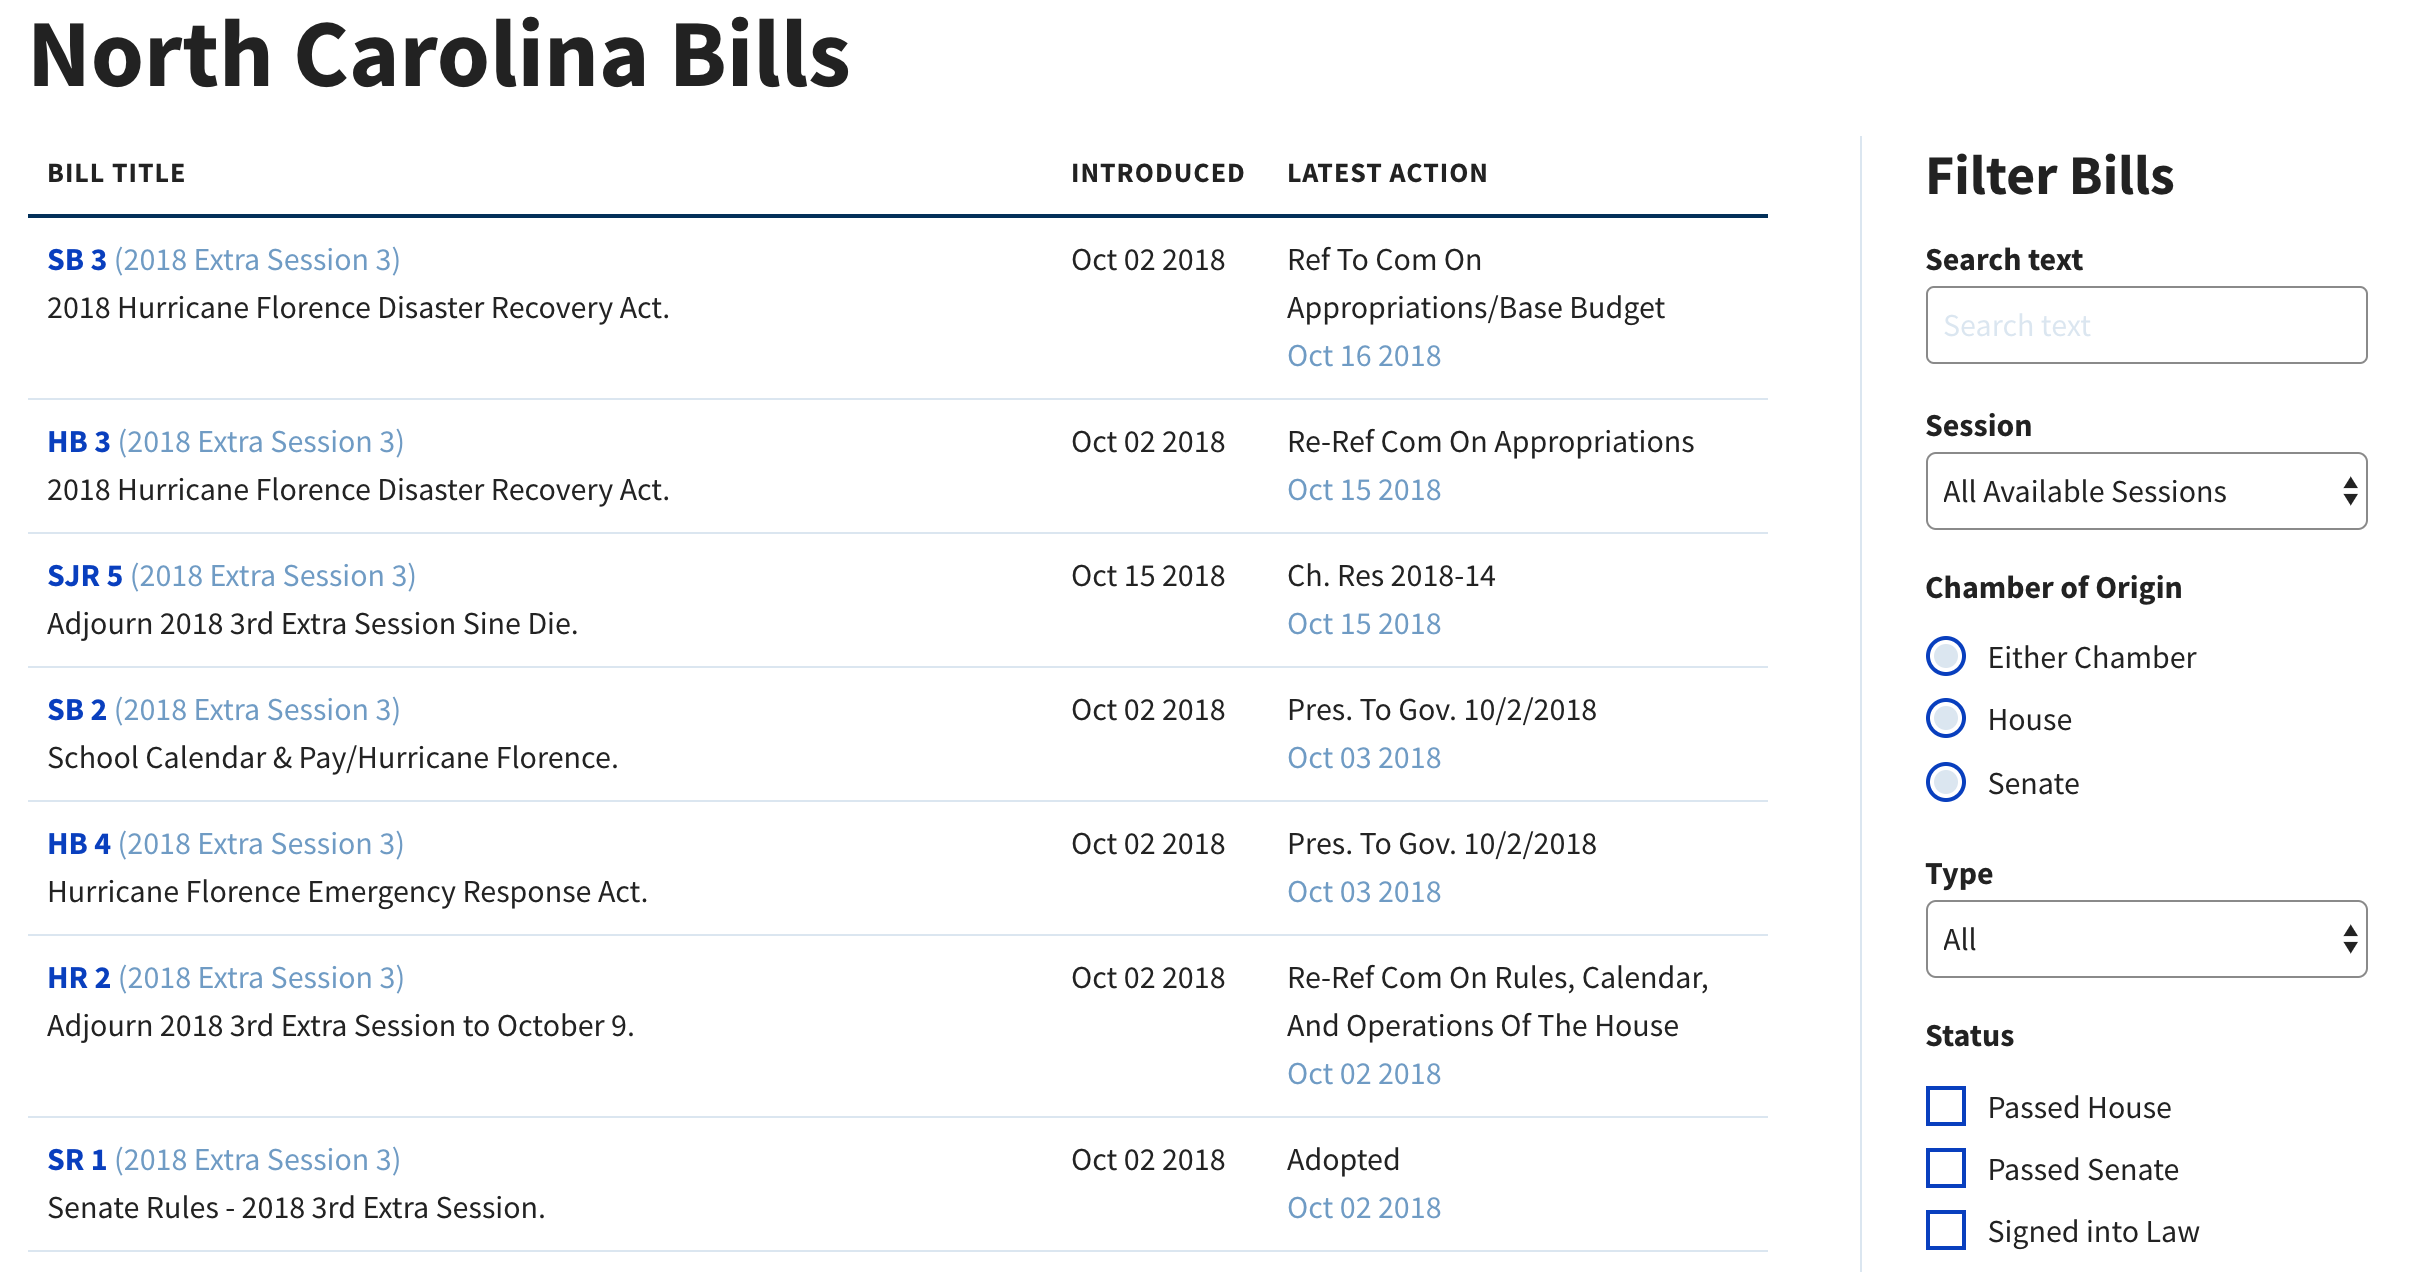 North Carolina Bills
BILL TITLE INTRODUCED LATEST ACTION
SB 3 (2018 Extra Session 3) Oct 02 2018 Ref To Com On
2018 Hurricane Florence Disaster Recovery Act. Appropriations/Base Budget
Oct 16 2018
HB 3 (2018 Extra Session 3) Oct 02 2018 Re-Ref Com On Appropriations
2018 Hurricane Florence Disaster Recovery Act. Oct 15 2018
SJR 5 (2018 Extra Session 3) Oct 15 2018 Ch. Res 2018-14
Adjourn 2018 3rd Extra Session Sine Die. Oct 15 2018
SB 2 (2018 Extra Session 3) Oct 02 2018 Pres. To Gov. 10/2/2018
School Calendar & Pay/Hurricane Florence. Oct 03 2018
HB 4 (2018 Extra Session 3) Oct 02 2018 Pres. To Gov. 10/2/2018
Hurricane Florence Emergency Response Act. Oct 03 2018
HR 2 (2018 Extra Session 3) Oct 02 2018 Re-Ref Com On Rules, Calendar,
Adjourn 2018 3rd Extra Session to October 9. And Operations Of The House
Oct 02 2018
SR 1 (2018 Extra Session 3) Oct 02 2018 Adopted
Senate Rules - 2018 3rd Extra Session. Oct 02 2018
Filter Bills
Search text
Search text
Session
All Available Sessions
Chamber of Origin
Either Chamber
House
Senate
Type
All
Status
Passed House
Passed Senate
Signed into Law